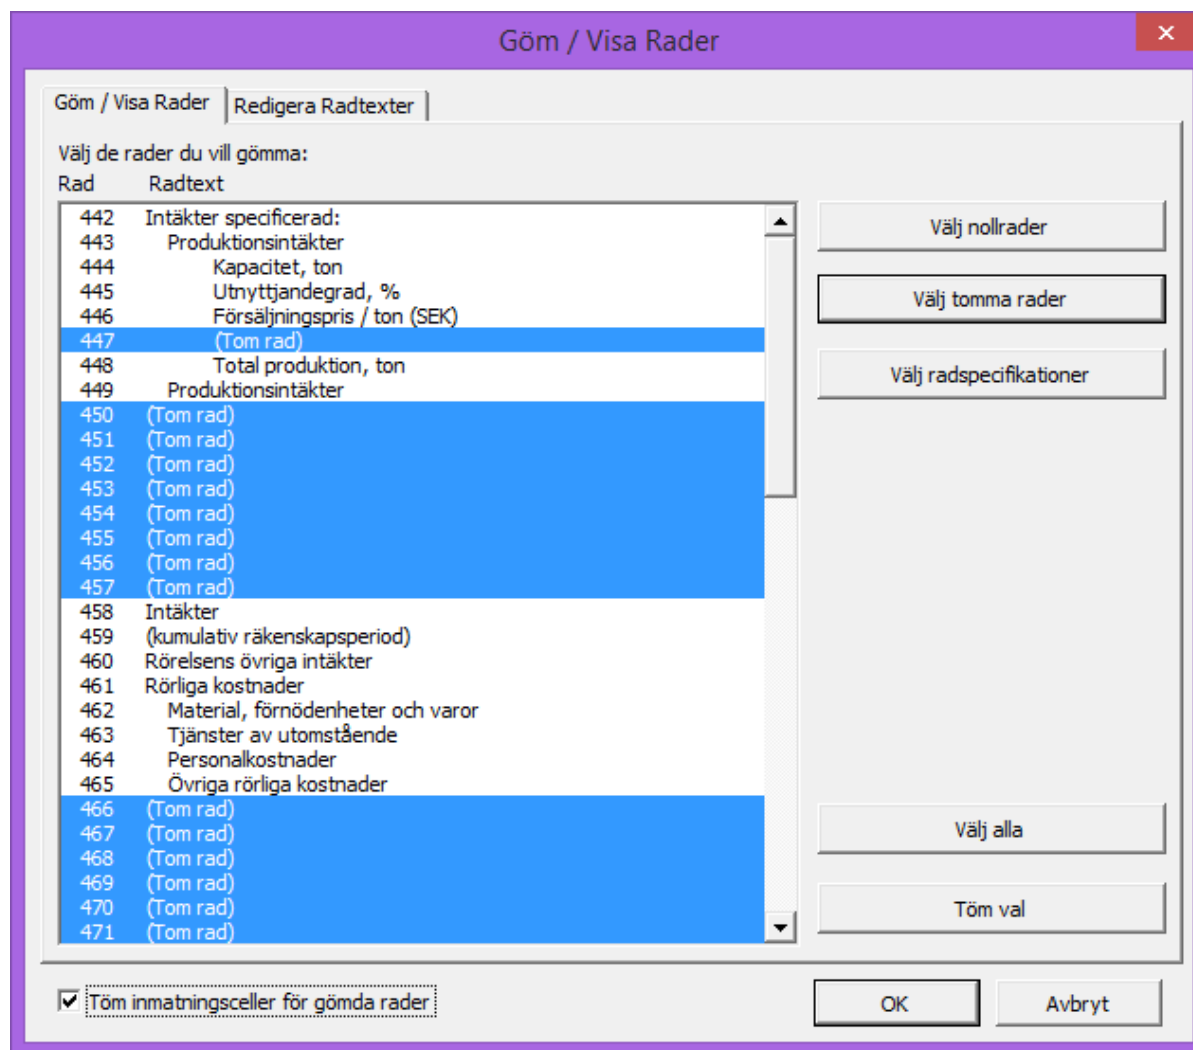 Göm / Visa Rader
Göm / Visa Rader Redigera Radtexter
Välj de rader du vill gömma:
Rad Radtext
442 Intäkter specificerad:
443 Produktionsintäkter
444 Kapacitet, ton
445 Utnyttjandegrad, %
446 Försäljningspris / ton (SEK)
447 (Tom rad)
448 Total produktion, ton
449 Produktionsintäkter
450 (Tom rad)
451 (Tom rad)
452 (Tom rad)
453 (Tom rad)
454 (Tom rad)
455 (Tom rad)
456 (Tom rad)
457 (Tom rad)
458 Intäkter
459 (kumulativ räkenskapsperiod)
460 Rörelsens övriga intäkter
461 Rörliga kostnader
462 Material, förnödenheter och varor
463 Tjänster av utomstående
464 Personalkostnader
465 Övriga rörliga kostnader
466 (Tom rad)
467 (Tom rad)
468 (Tom rad)
469 (Tom rad)
470 (Tom rad)
471 (Tom rad)
Välj nollrader
Välj tomma rader
Välj radspecifikationer
Välj alla
Töm val
Töm inmatningsceller för gömda rader
OK
Avbryt